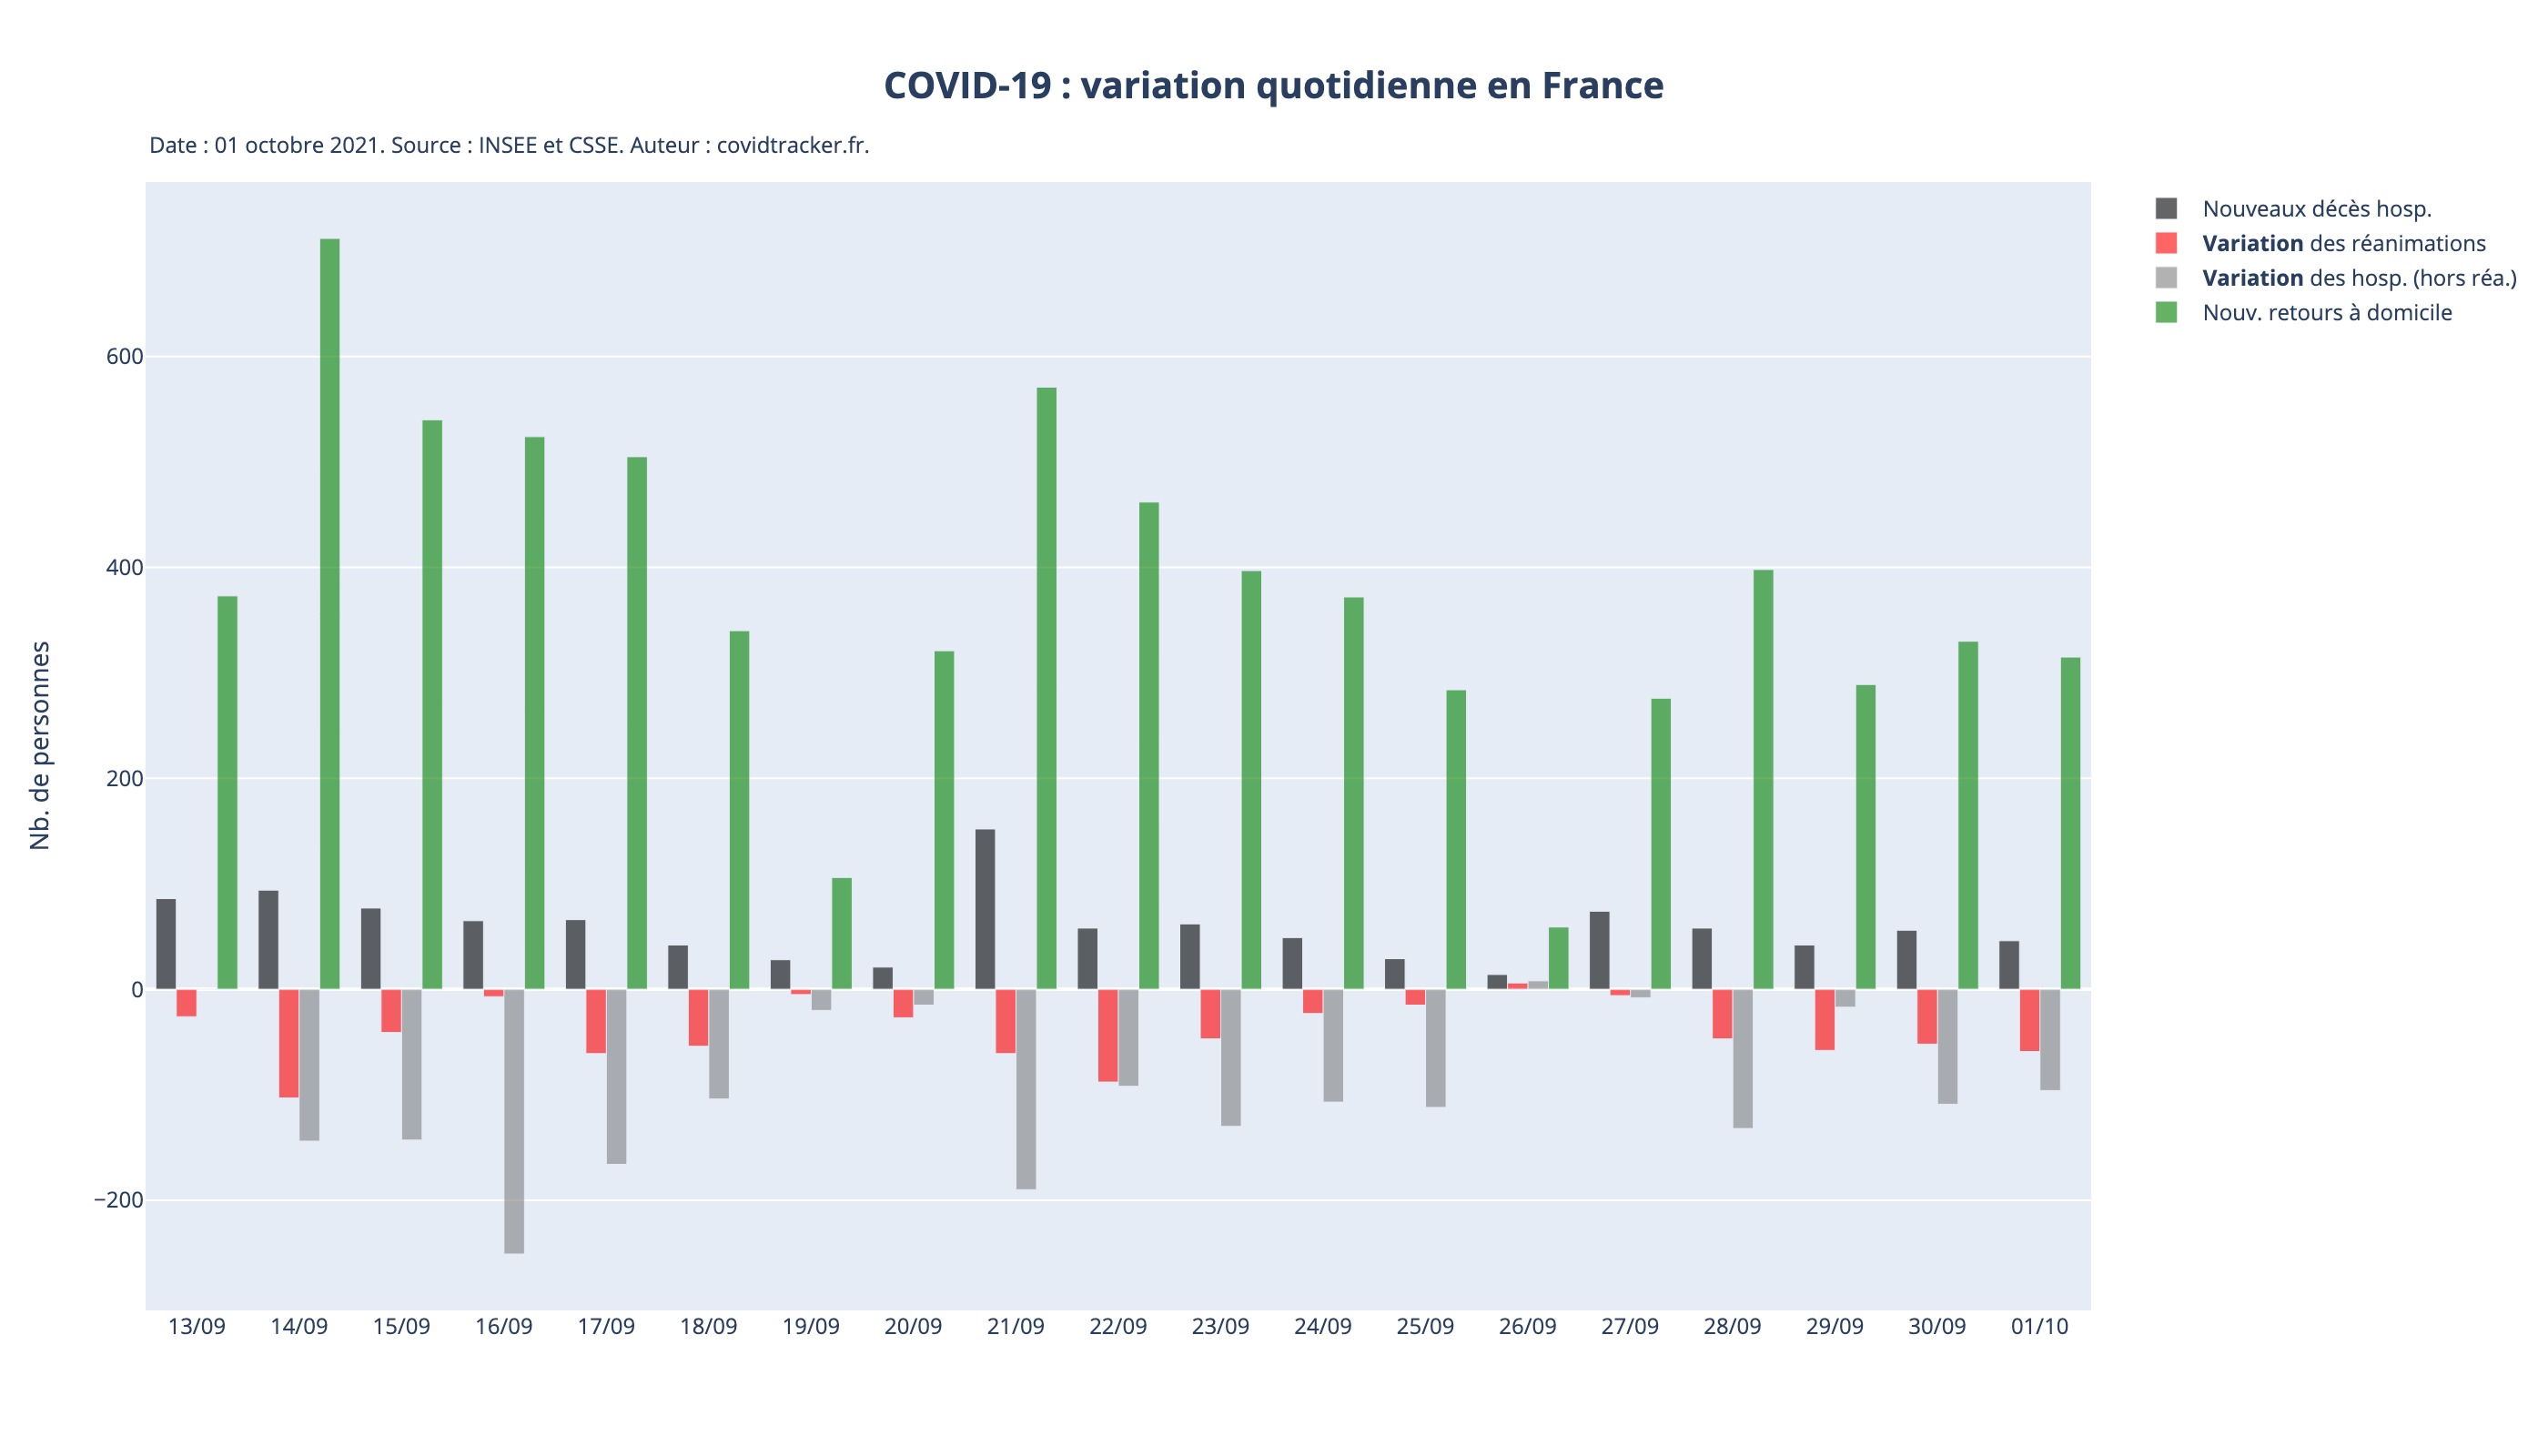 COVID-19 : variation quotidienne en France
Date : 01 octobre 2021. Source : INSEE et CSSE. Auteur : covidtracker.fr.
Nouveaux décès hosp.
Variation des réanimations
Variation des hosp. (hors réa.)
Nouv. retours à domicile
Nb. de personnes
600
400
200
0
−200
13/09 14/09 15/09 16/09 17/09 18/09 19/09 20/09 21/09 22/09 23/09 24/09 25/09 26/09 27/09 28/09 29/09 30/09 01/10